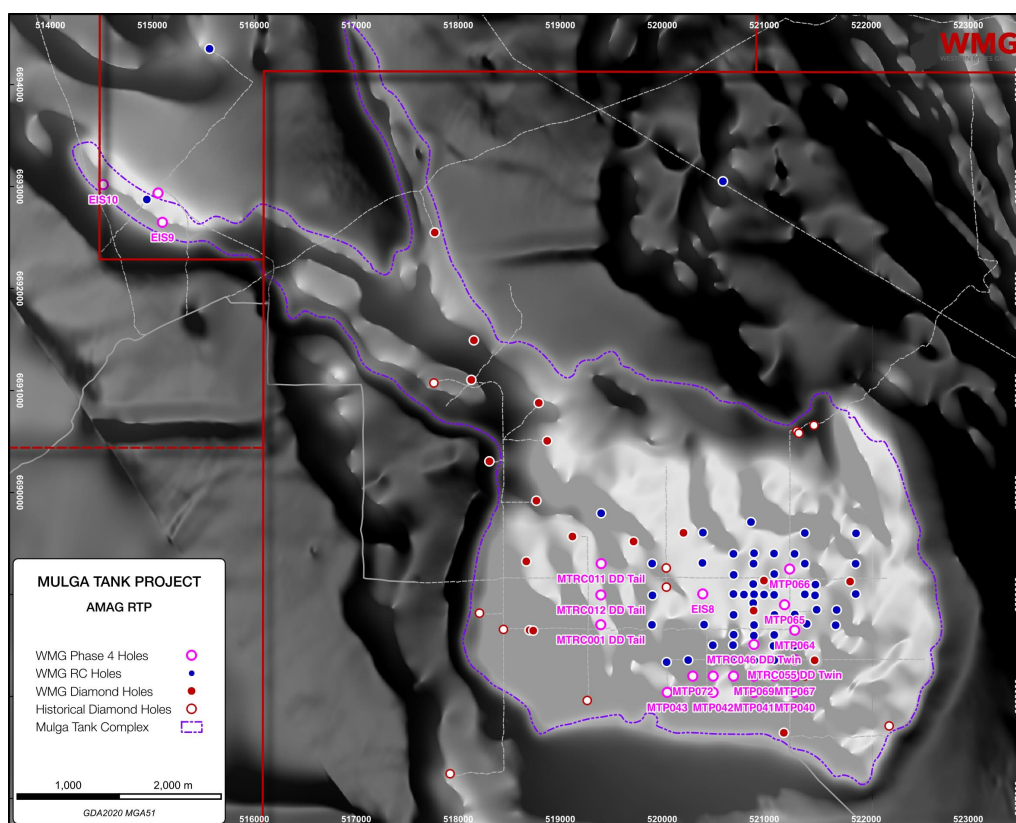 514000 515000 516000 517000 518000 519000 520000 521000 522000 523000
WMG
6694000
6693000
EIS10
EIS9
6692000
6691000
6690000
MTRC011 DD Tail
MTP066
MTRC012 DD Tail
EIS8
MTP065
MTRC001 DD Tail
MTP064
MTRC046 DD Twin
MTRC055 DD Twin
MTP072 MTP069 MTP067
MTP043 MTP042 MTP041 MTP040
MULGA TANK PROJECT
AMAG RTP
WMG Phase 4 Holes
WMG RC Holes
WMG Diamond Holes
Historical Diamond Holes
Mulga Tank Complex
1,000 2,000 m
GDA2020 MGA51
516000 517000 518000 519000 520000 521000 522000 523000